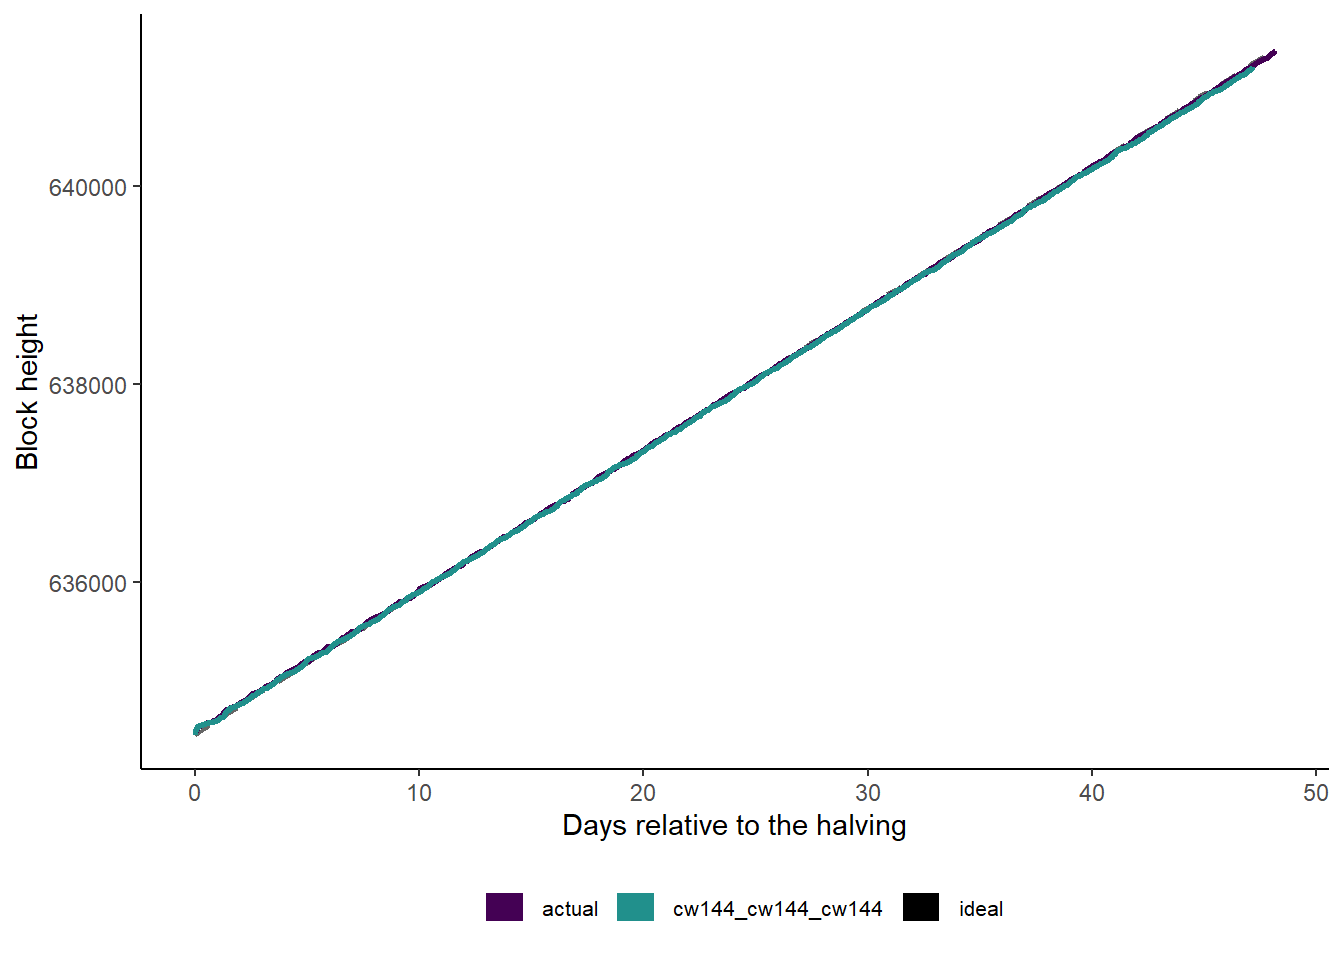 Block height
640000
638000
636000
0 10 20 30 40 50
Days relative to the halving
actual cw144_cw144_cw144 ideal